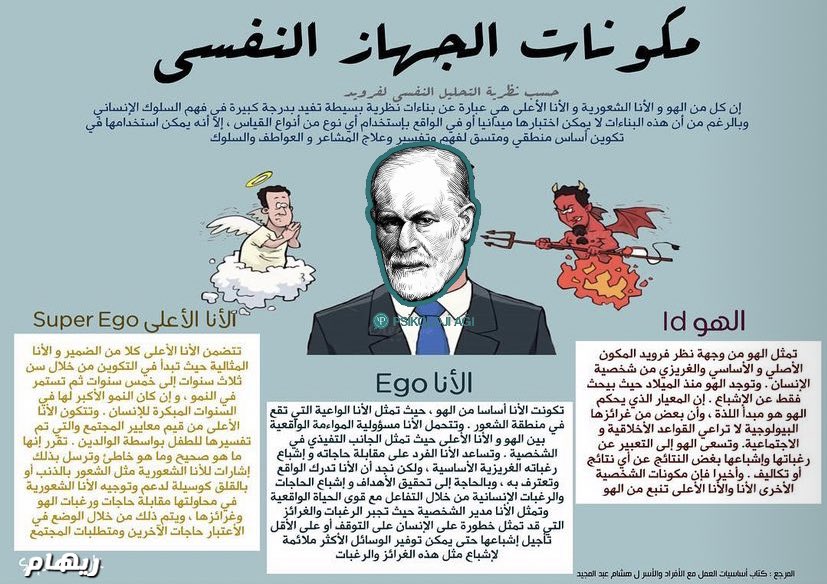 مكونات الجهاز النفسي
حسب نظرية التحليل النفسي لفرويد
إن كل من الهو و الأنا الشعورية و الأنا الأعلى هي عبارة عن بناءات نظرية بسيطة تفيد بدرجة كبيرة في فهم السلوك الإنساني
وبالرغم من أن هذه البناءات لا يمكن اختبارها ميدانيا أو في الواقع بإستخدام أي نوع من أنواع القياس ، إلا أنه يمكن استخدامها في
تكوين أساس منطقي ومتسق لفهم وتفسير وعلاج المشاعر و العواطف والسلوك
الهو Id
تمثل الهو من وجهة نظر فرويد المكون
الأصلي و الأساسي والغريزي من شخصية
الإنسان . وتوجد الهو منذ الميلاد حيث يبحث
فقط عن الإشباع . إن المعيار الذي يحكم
الهو هو مبدأ اللذة ، وأن بعض من غرائزها
البيولوجية لا تراعي القواعد الأخلاقية و
الاجتماعية. وتسعى الهو إلى التعبير عن
رغباتها وإشباعها بغض النتائج عن أي نتائج
أو تكاليف . وأخيرا فإن مكونات الشخصية
الأخرى الأنا والأنا الأعلى تنبع من الهو
PSIKOLOJI AGI
الأنا Ego
تكونت الأنا أساسا من الهو ، حيث تمثل الأنا الواعية التي تقع
في منطقة الشعور . وتتحمل الأنا مسؤولية المواءمة الواقعية
بين الهو و الأنا الأعلى حيث تمثل الجانب التنفيذي في
الشخصية . وتساعد الأنا الفرد على مقابلة حاجاته و إشباع
رغباته الغريزية الأساسية ، ولكن نجد أن الأنا تدرك الواقع
وتعترف به ، وبالحاجة إلى تحقيق الأهداف و إشباع الحاجات
والرغبات الإنسانية من خلال التفاعل مع قوى الحياة الواقعية
وتمثل الأنا مدير الشخصية حيث تجبر الرغبات والغرائز
التي قد تمثل خطورة على الإنسان على التوقف أو على الأقل
تأجيل إشباعها حتى يمكن توفير الوسائل الأكثر ملائمة
لإشباع مثل هذه الغرائز والرغبات
الأنا الأعلى Super Ego
تتضمن الأنا الأعلى كلا من الضمير و الأنا
المثالية حيث تبدأ في التكوين من خلال سن
ثلاث سنوات إلى خمس سنوات ثم تستمر
في النمو ، و إن كان النمو الأكبر لها في
السنوات المبكرة للإنسان . وتتكون الأنا
الأعلى من قيم معايير المجتمع والتي تم
تفسيرها للطفل بواسطة الوالدين . تقرر إنها
ما هو صحيح وما هو خاطئ وترسل بذلك
إشارات للأنا الشعورية مثل الشعور بالذنب أو
بالقلق كوسيلة لدعم وتوجيه الأنا الشعورية
في محاولتها مقابلة حاجات ورغبات الهو
وغرائزها ، ويتم ذلك من خلال الوضع في
الأعتبار حاجات الآخرين ومتطلبات المجتمع
المرجع : كتاب أساسيات العمل مع الأفراد والأسر ل هشام عبد المجيد
ريهام